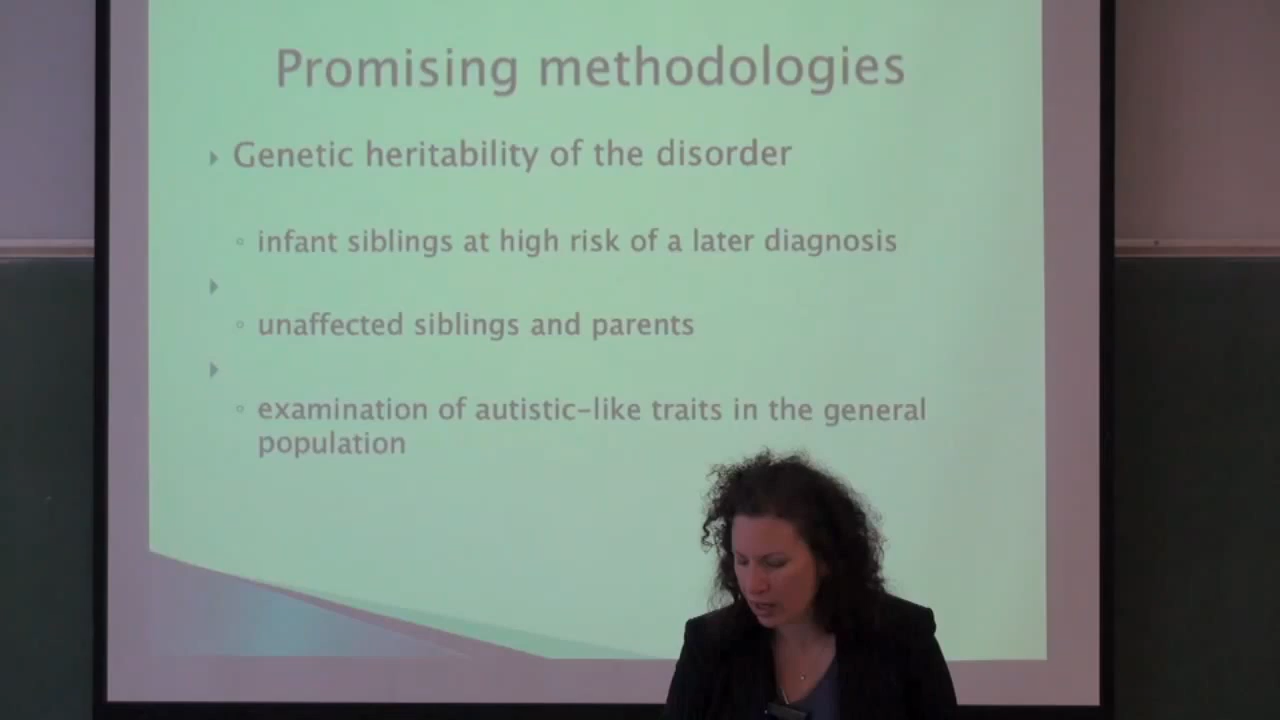 Promising methodologies
Genetic heritability of the disorder
infant siblings at high risk of a later diagnosis
unaffected siblings and parents
examination of autistic-like traits in the general
population